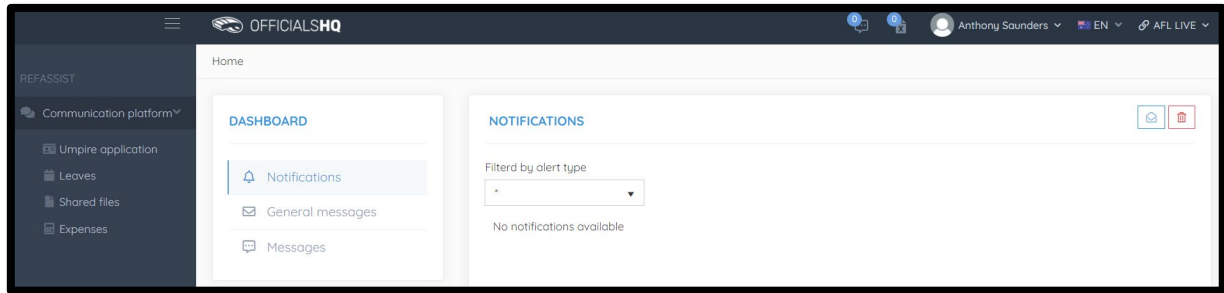 OFFICIALSHQ
0
0
Anthony Saunders
EN
AFL LIVE
REFASSIST
Communication platform
Umpire application
Leaves
Shared files
Expenses
Home
DASHBOARD
Notifications
General messages
Messages
NOTIFICATIONS
Filterd by alert type
*
No notifications available